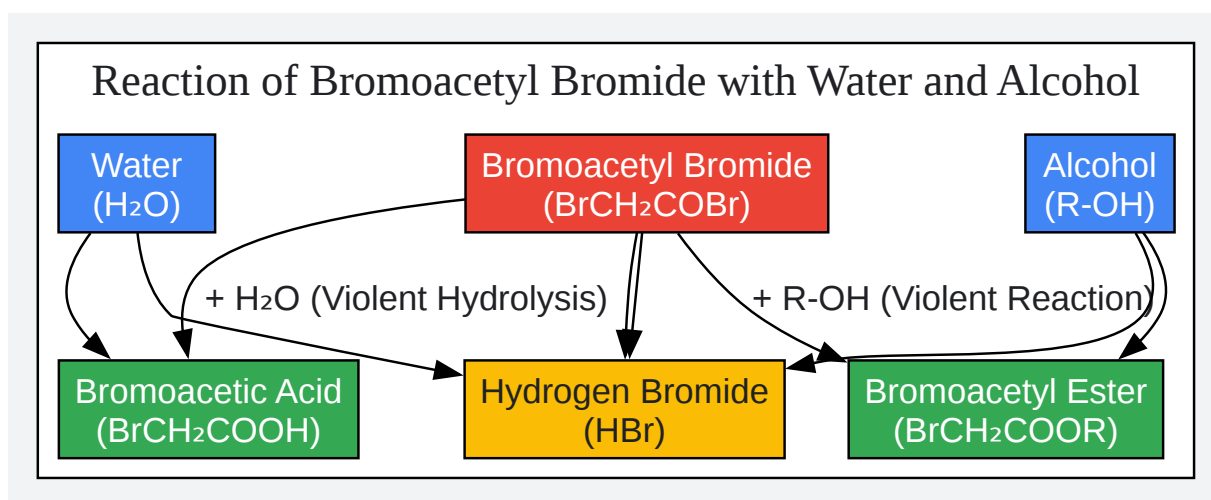 Reaction of Bromoacetyl Bromide with Water and Alcohol
Water
(H₂O)
Bromoacetyl Bromide
(BrCH₂COBr)
Alcohol
(R-OH)
+ H₂O (Violent Hydrolysis)
+ R-OH (Violent Reaction)
Bromoacetic Acid
(BrCH₂COOH)
Hydrogen Bromide
(HBr)
Bromoacetyl Ester
(BrCH₂COOR)